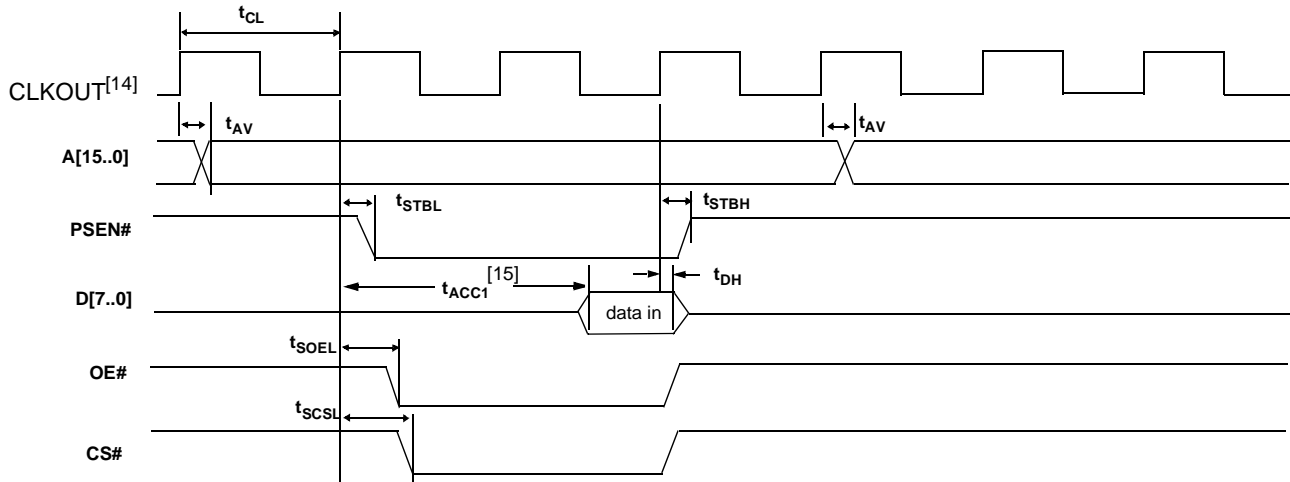 tCL
CLKOUT[14]
tAV
tAV
A[15..0]
tSTBL
tSTBH
PSEN#
[15]
tACC1
tDH
D[7..0]
data in
tSOEL
OE#
tSCSL
CS#